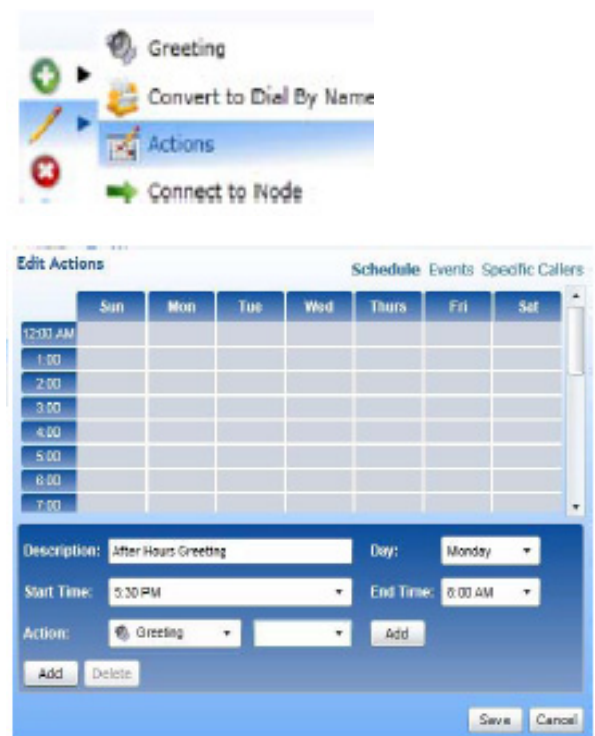 Greeting
Convert to Dial By Name
Actions
Connect to Node
Edit Actions
Schedule Events Specific Callers
Sun Mon Tue Wed Thurs Fri Sat
12:00 AM
1:00
2:00
3:00
4:00
5:00
6:00
7:00
Description: After Hours Greeting Day: Monday
Start Time: 5:30 PM End Time: 8:00 AM
Action: Greeting Add
Add Delete
Save Cancel